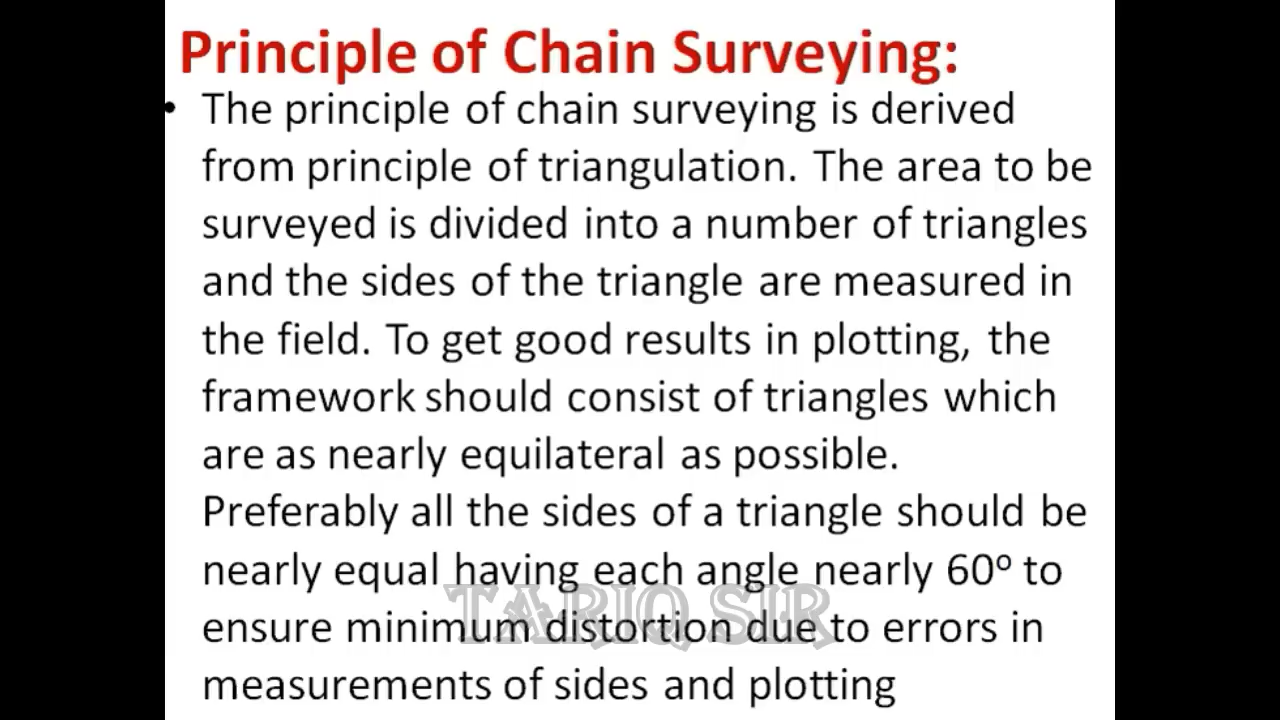 Principle of Chain Surveying:
• The principle of chain surveying is derived
from principle of triangulation. The area to be
surveyed is divided into a number of triangles
and the sides of the triangle are measured in
the field. To get good results in plotting, the
framework should consist of triangles which
are as nearly equilateral as possible.
Preferably all the sides of a triangle should be
nearly equal having each angle nearly 60º to
TARIQ SIR
ensure minimum distortion due to errors in
measurements of sides and plotting